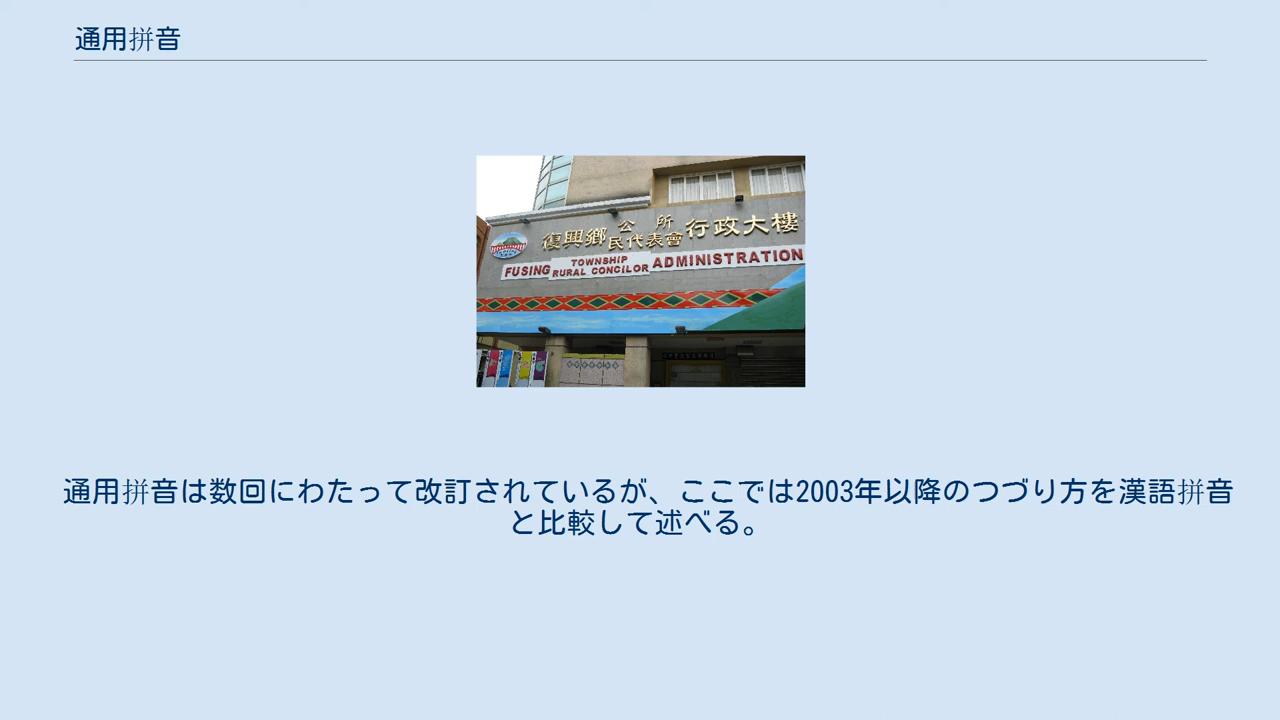 通用拼音
復興鄉
公所
民代表會
行政大樓
FUSING
TOWNSHIP
RURAL CONCILOR
ADMINISTRATION
通用拼音は数回にわたって改訂されているが、ここでは2003年以降のつづり方を漢語拼音
と比較して述べる。